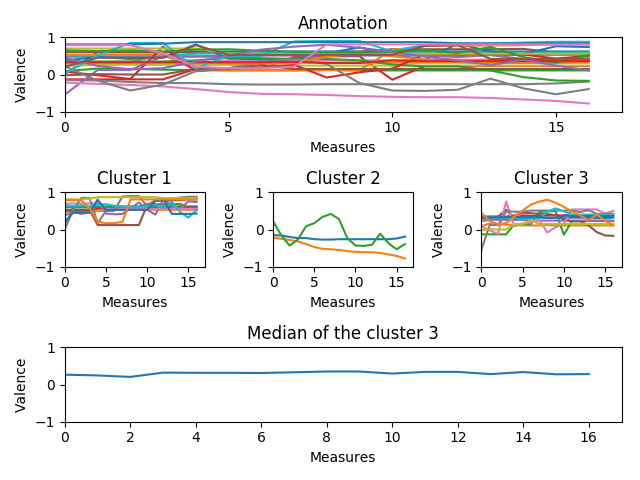 Annotation
Valence
1
0
−1
0 5 10 15
Measures
Cluster 1 Cluster 2 Cluster 3
Valence Valence Valence
1 1 1
0 0 0
−1 −1 −1
0 5 10 15 0 5 10 15 0 5 10 15
Measures Measures Measures
Median of the cluster 3
Valence
1
0
−1
0 2 4 6 8 10 12 14 16
Measures